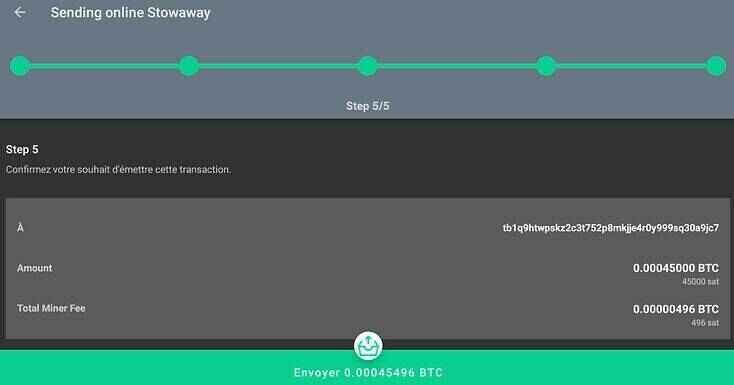 Sending online Stowaway
Step 5/5
Step 5
Confirmez votre souhait d'émettre cette transaction.
À
tb1q9htwpskz2c3t752p8mkjje4r0y999sq30a9jc7
Amount
0.00045000 BTC
45000 sat
Total Miner Fee
0.00000496 BTC
496 sat
Envoyer 0.00045496 BTC